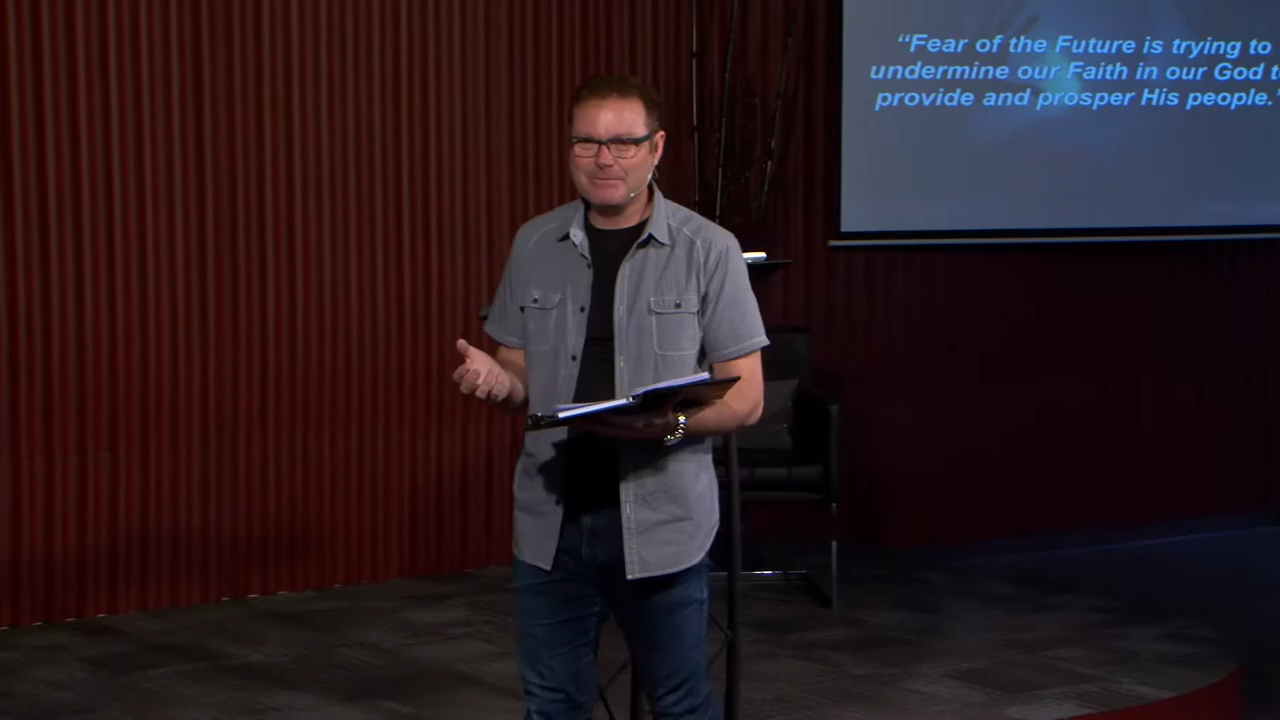 “Fear of the Future is trying to
undermine our Faith in our God t
provide and prosper His people.”